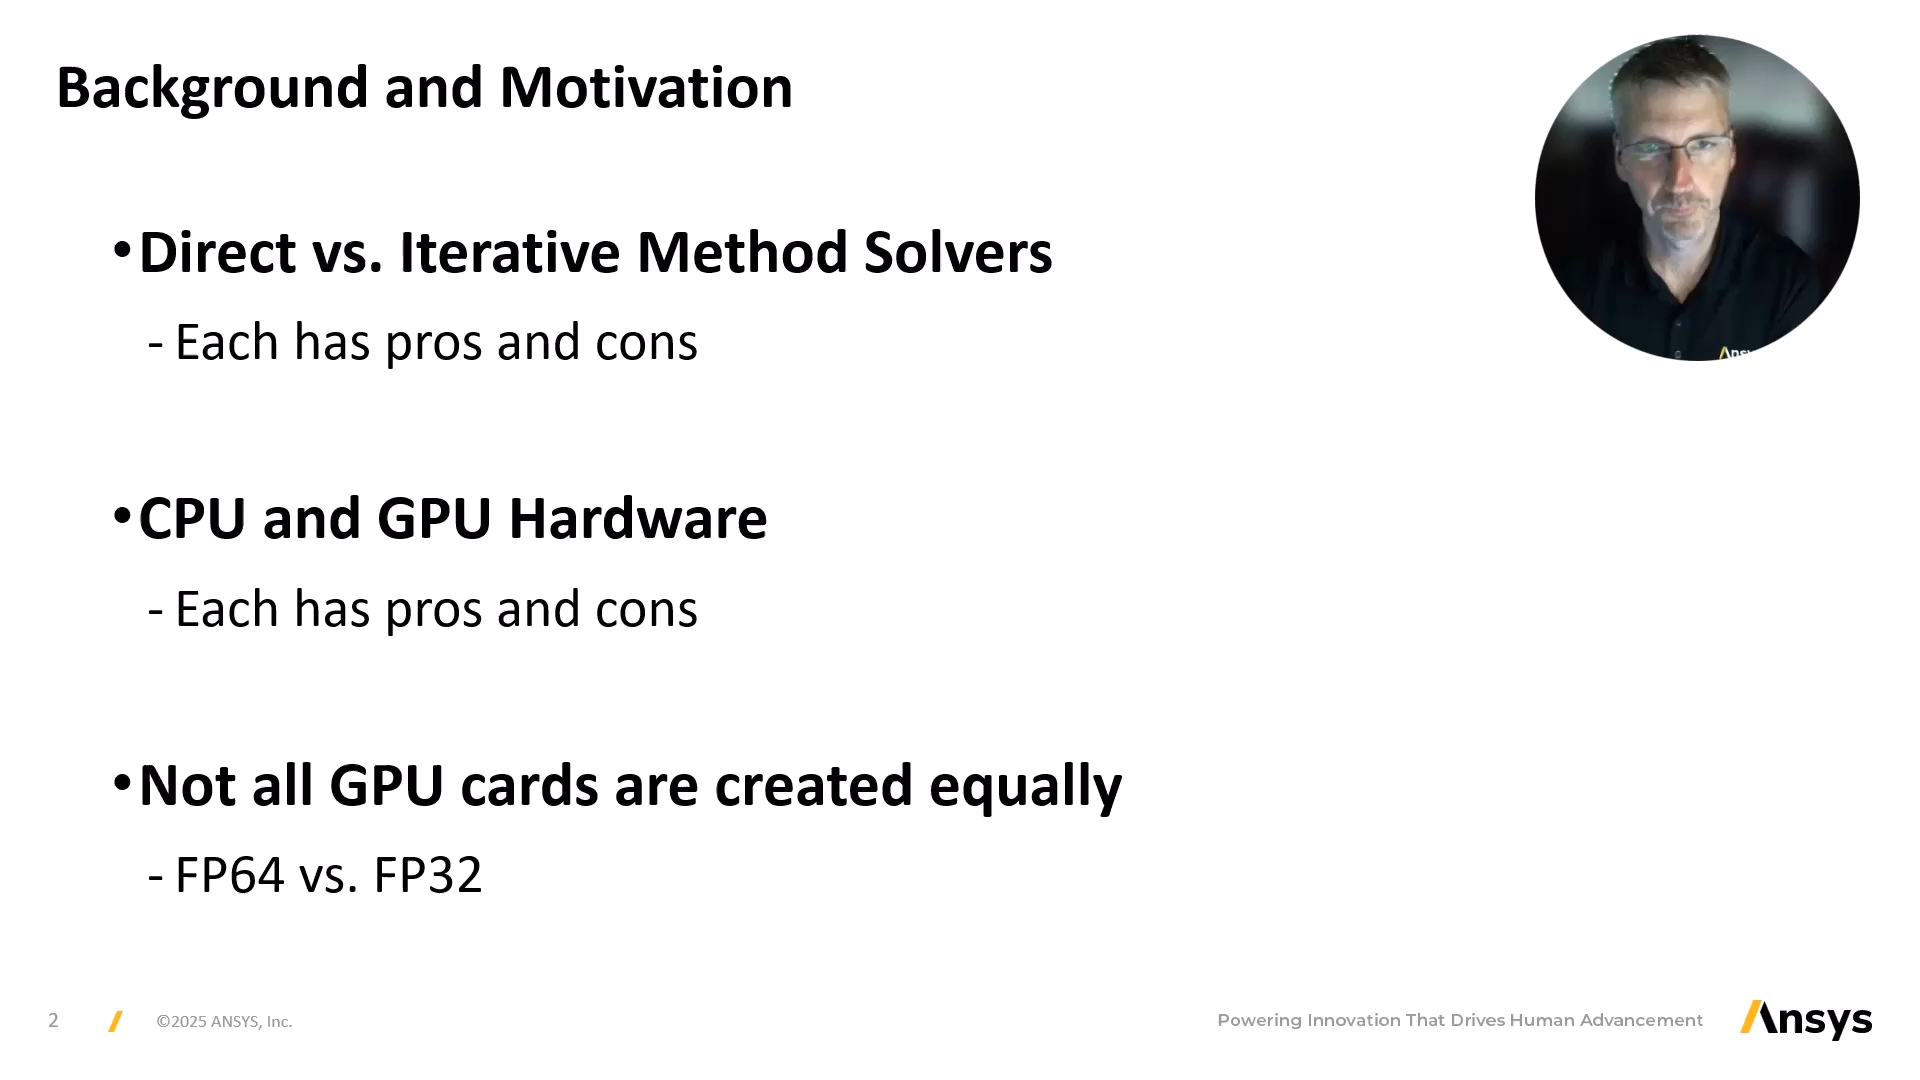 Background and Motivation
•Direct vs. Iterative Method Solvers
- Each has pros and cons
•CPU and GPU Hardware
- Each has pros and cons
•Not all GPU cards are created equally
- FP64 vs. FP32
2
©2025 ANSYS, Inc.
Powering Innovation That Drives Human Advancement
Ansys